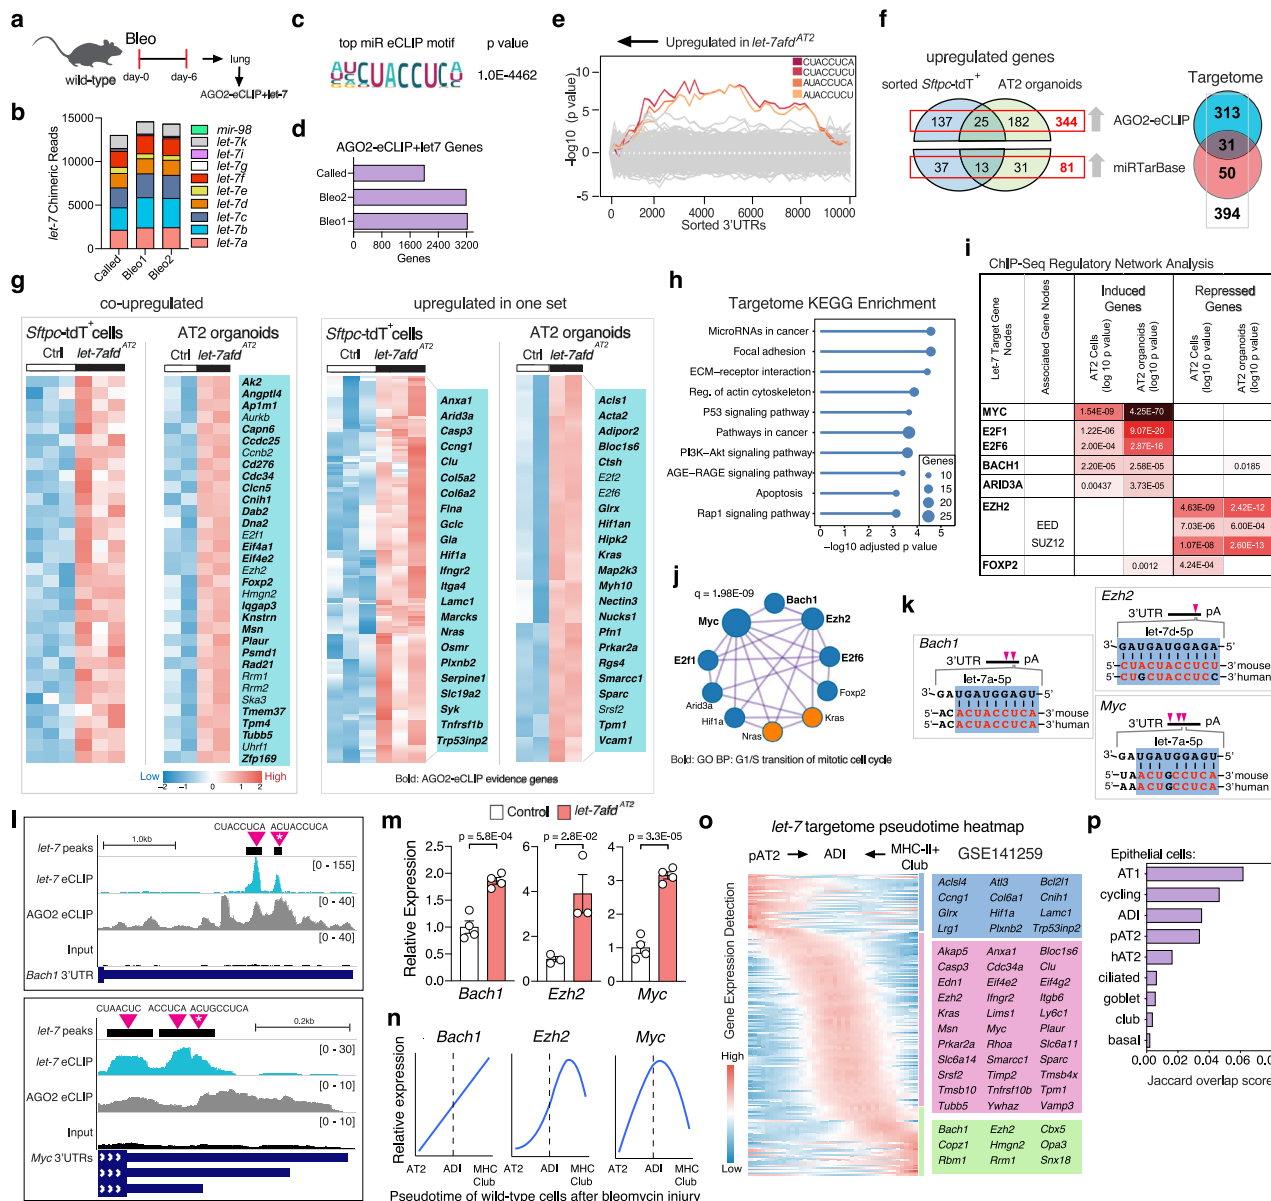 a
Bleo
wild-type
day-0
day-6
lung
AGO2-eCLIP+let-7
b
let-7 Chimeric Reads
15000
10000
5000
0
Called
Bleo1
Bleo2
mir-98
let-7k
let-7i
let-7g
let-7f
let-7e
let-7d
let-7c
let-7b
let-7a
c
top miR eCLIP motif
p value
CUACCUC
1.0E-4462
d
AGO2-eCLIP+let7 Genes
Called
Bleo2
Bleo1
0
800
1600
2400
3200
Genes
e
Upregulated in let-7afd^AT2
CUACCUCA
CUACCUCU
AUACCUCA
AUACCUCU
-log10 (p value)
10
5
0
−5
0
2000
4000
6000
8000
10000
Sorted 3'UTRs
f
upregulated genes
sorted Sftpc-tdT+
AT2 organoids
137
25
182
344
37
13
31
81
AGO2-eCLIP
miRTarBase
Targetome
313
31
50
394
g
co-upregulated
Sftpc-tdT+cells
AT2 organoids
Ctrl
let-7afd^AT2
Ctrl
let-7afd^AT2
Ak2
Angptl4
Ap1m1
Aurkb
Capn6
Ccdc25
Ccnb2
Cd276
Cdc34
Clcn5
Cnih1
Dab2
Dna2
E2f1
Eif4a1
Eif4e2
Ezh2
Foxp2
Hmgn2
Iqgap3
Knstrn
Msn
Plaur
Psmd1
Rad21
Rrm1
Rrm2
Ska3
Tmem37
Tpm4
Tubb5
Uhrf1
Zfp169
Low
High
−2
−1
0
1
2
upregulated in one set
Sftpc-tdT+cells
AT2 organoids
Ctrl
let-7afd^AT2
Ctrl
let-7afd^AT2
Anxa1
Arid3a
Casp3
Ccng1
Clu
Col5a2
Col6a2
Flna
Gclc
Gla
Hif1a
Ifngr2
Itga4
Lamc1
Marcks
Nras
Osmr
Plxnb2
Serpine1
Slc19a2
Syk
Tnfrsf1b
Trp53inp2
Acls1
Acta2
Adipor2
Bloc1s6
Ctsh
E2f2
E2f6
Glrx
Hif1an
Hipk2
Kras
Map2k3
Myh10
Nectin3
Nucks1
Pfn1
Prkar2a
Rgs4
Smarcc1
Sparc
Srsf2
Tpm1
Vcam1
Bold: AGO2-eCLIP evidence genes
h
Targetome KEGG Enrichment
MicroRNAs in cancer
Focal adhesion
ECM−receptor interaction
Reg. of actin cytoskeleton
P53 signaling pathway
Pathways in cancer
PI3K−Akt signaling pathway
AGE−RAGE signaling pathway
Apoptosis
Rap1 signaling pathway
Genes
10
15
20
25
0
1
2
3
4
5
−log10 adjusted p value
i
ChIP-Seq Regulatory Network Analysis
Let-7 Target Gene Nodes
Associated Gene Nodes
Induced Genes
Repressed Genes
AT2 Cells (log10 p value)
AT2 organoids (log10 p value)
AT2 Cells (log10 p value)
AT2 organoids (log10 p value)
MYC 1.54E-09 4.25E-70
E2F1 1.22E-06 9.07E-20
E2F6 2.00E-04 2.87E-16
BACH1 2.20E-05 2.58E-05 0.0185
ARID3A 0.00437 3.73E-05
EZH2 4.63E-09 2.42E-12
EED 7.03E-06 6.00E-04
SUZ12 1.07E-08 2.60E-13
FOXP2 0.0012 4.24E-04
j
q = 1.98E-09
Bach1
Myc
Ezh2
E2f1
E2f6
Arid3a
Foxp2
Hif1a
Kras
Nras
Bold: GO BP: G1/S transition of mitotic cell cycle
k
Bach1
3'UTR
pA
let-7a-5p
GAUGAUGGAGU-5'
5'-ACACUACCUCA-3'mouse
5'-ACACUACCUCA-3'human
Ezh2
3'UTR
pA
let-7d-5p
GAUGAUGGAGA-5'
5'-CUACUACCUCU-3'mouse
5'-CUGCUACCUCC-3'human
Myc
3'UTR
pA
let-7a-5p
GAUGAUGGAGU-5'
5'-UAACUGCCUCA-3'mouse
5'-AAACUGCCUCA-3'human
l
1.0kb
CUACCUCA
ACUACCUCA
let-7 peaks
[0 - 155]
let-7 eCLIP
[0 - 40]
AGO2 eCLIP
[0 - 40]
Input
Bach1 3'UTR
CUAACUC
ACCUCA
ACUGCCUCA
0.2kb
let-7 peaks
[0 - 30]
let-7 eCLIP
[0 - 10]
AGO2 eCLIP
[0 - 10]
Input
Myc 3'UTRs
m
Control
let-7afd^AT2
Relative Expression
p = 5.8E-04
2.5
2.0
1.5
1.0
0.5
0.0
Bach1
p = 2.8E-02
6
4
2
0
Ezh2
p = 3.3E-05
4
3
2
1
0
Myc
n
Relative expression
Bach1
Ezh2
Myc
AT2
ADI
MHC Club
AT2
ADI
MHC Club
AT2
ADI
MHC Club
Pseudotime of wild-type cells after bleomycin injury
o
let-7 targetome pseudotime heatmap
pAT2
ADI
MHC-II+ Club
GSE141259
Gene Expression Detection
High
Low
Aclsl4 Atl3 Bcl2l1
Ccng1 Col6a1 Cnih1
Glrx Hif1a Lamc1
Lrg1 Plxnb2 Trp53inp2
Akap5 Anxa1 Bloc1s6
Casp3 Cdc34a Clu
Edn1 Eif4e2 Eif4g2
Ezh2 Ifngr2 Itgb6
Kras Lims1 Ly6c1
Msn Myc Plaur
Prkar2a Rhoa Slc6a11
Slc6a14 Smarcc1 Sparc
Srsf2 Timp2 Tmsb4x
Tmsb10 Tnfrsf10b Tpm1
Tubb5 Ywhaz Vamp3
Bach1 Ezh2 Cbx5
Copz1 Hmgn2 Opa3
Rbm1 Rrm1 Snx18
p
Epithelial cells:
AT1
cycling
ADI
pAT2
hAT2
ciliated
goblet
club
basal
0.00
0.02
0.04
0.06
Jaccard overlap score